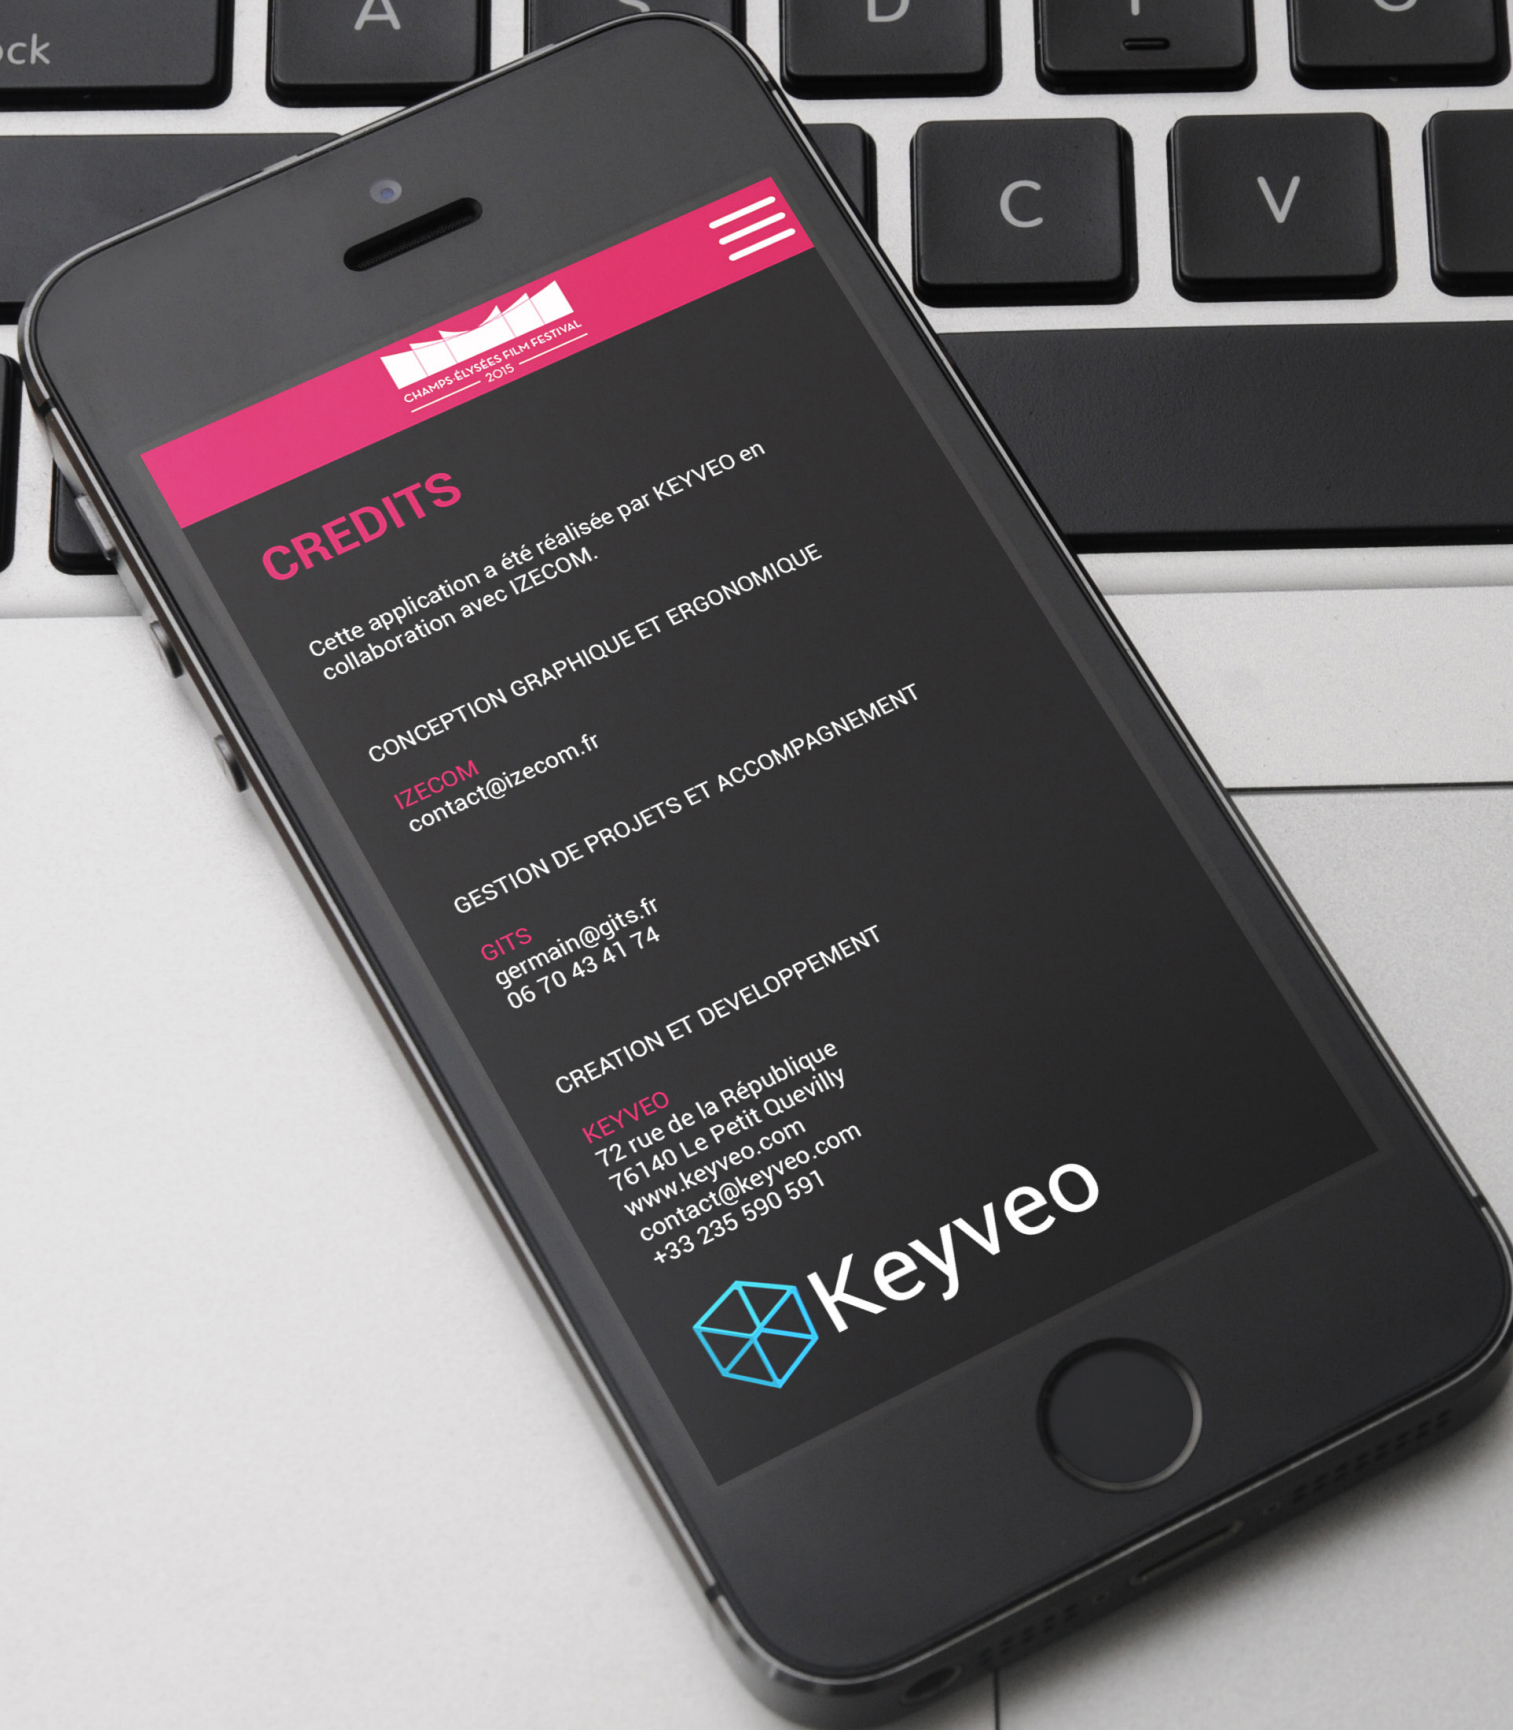 ock
A
D
C
V
CHAMPS-ÉLYSÉES FILM FESTIVAL
2015
CREDITS
Cette application a été réalisée par KEYVEO en
collaboration avec IZECOM.
CONCEPTION GRAPHIQUE ET ERGONOMIQUE
IZECOM
contact@izecom.fr
GESTION DE PROJETS ET ACCOMPAGNEMENT
GITS
germain@gits.fr
06 70 43 41 74
CREATION ET DEVELOPPEMENT
KEYVEO
72 rue de la République
76140 Le Petit Quevilly
www.keyveo.com
contact@keyveo.com
+33 235 590 591
Keyveo